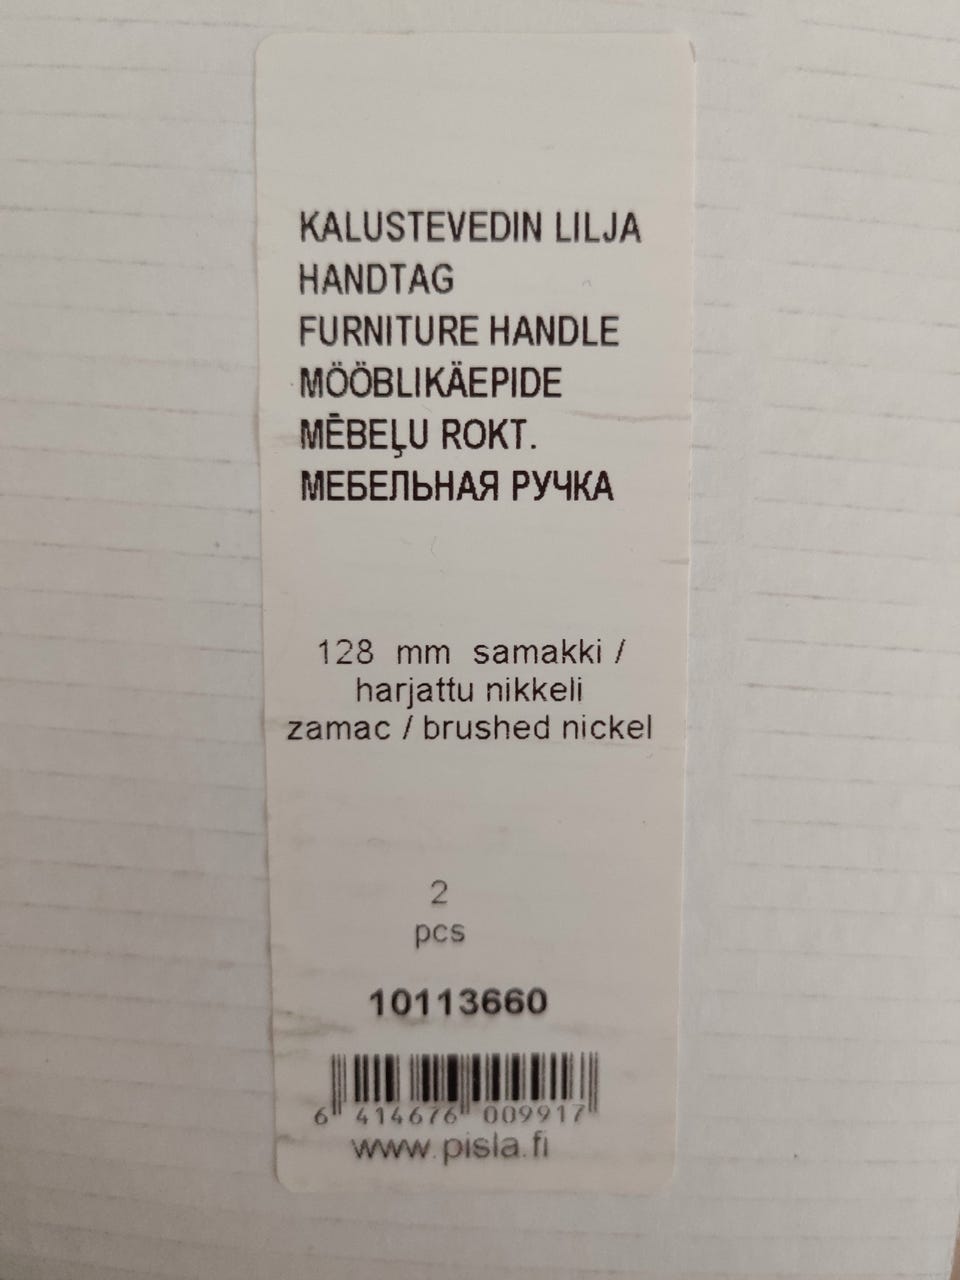 KALUSTEVEDIN LILJA
HANDTAG
FURNITURE HANDLE
MÖÖBLIKÄEPIDE
MĒBEĻU ROKT.
МЕБЕЛЬНАЯ РУЧКА
128 mm samakki /
harjattu nikkeli
zamac / brushed nickel
2
pcs
10113660
6 414676 009917
www.pisla.fi